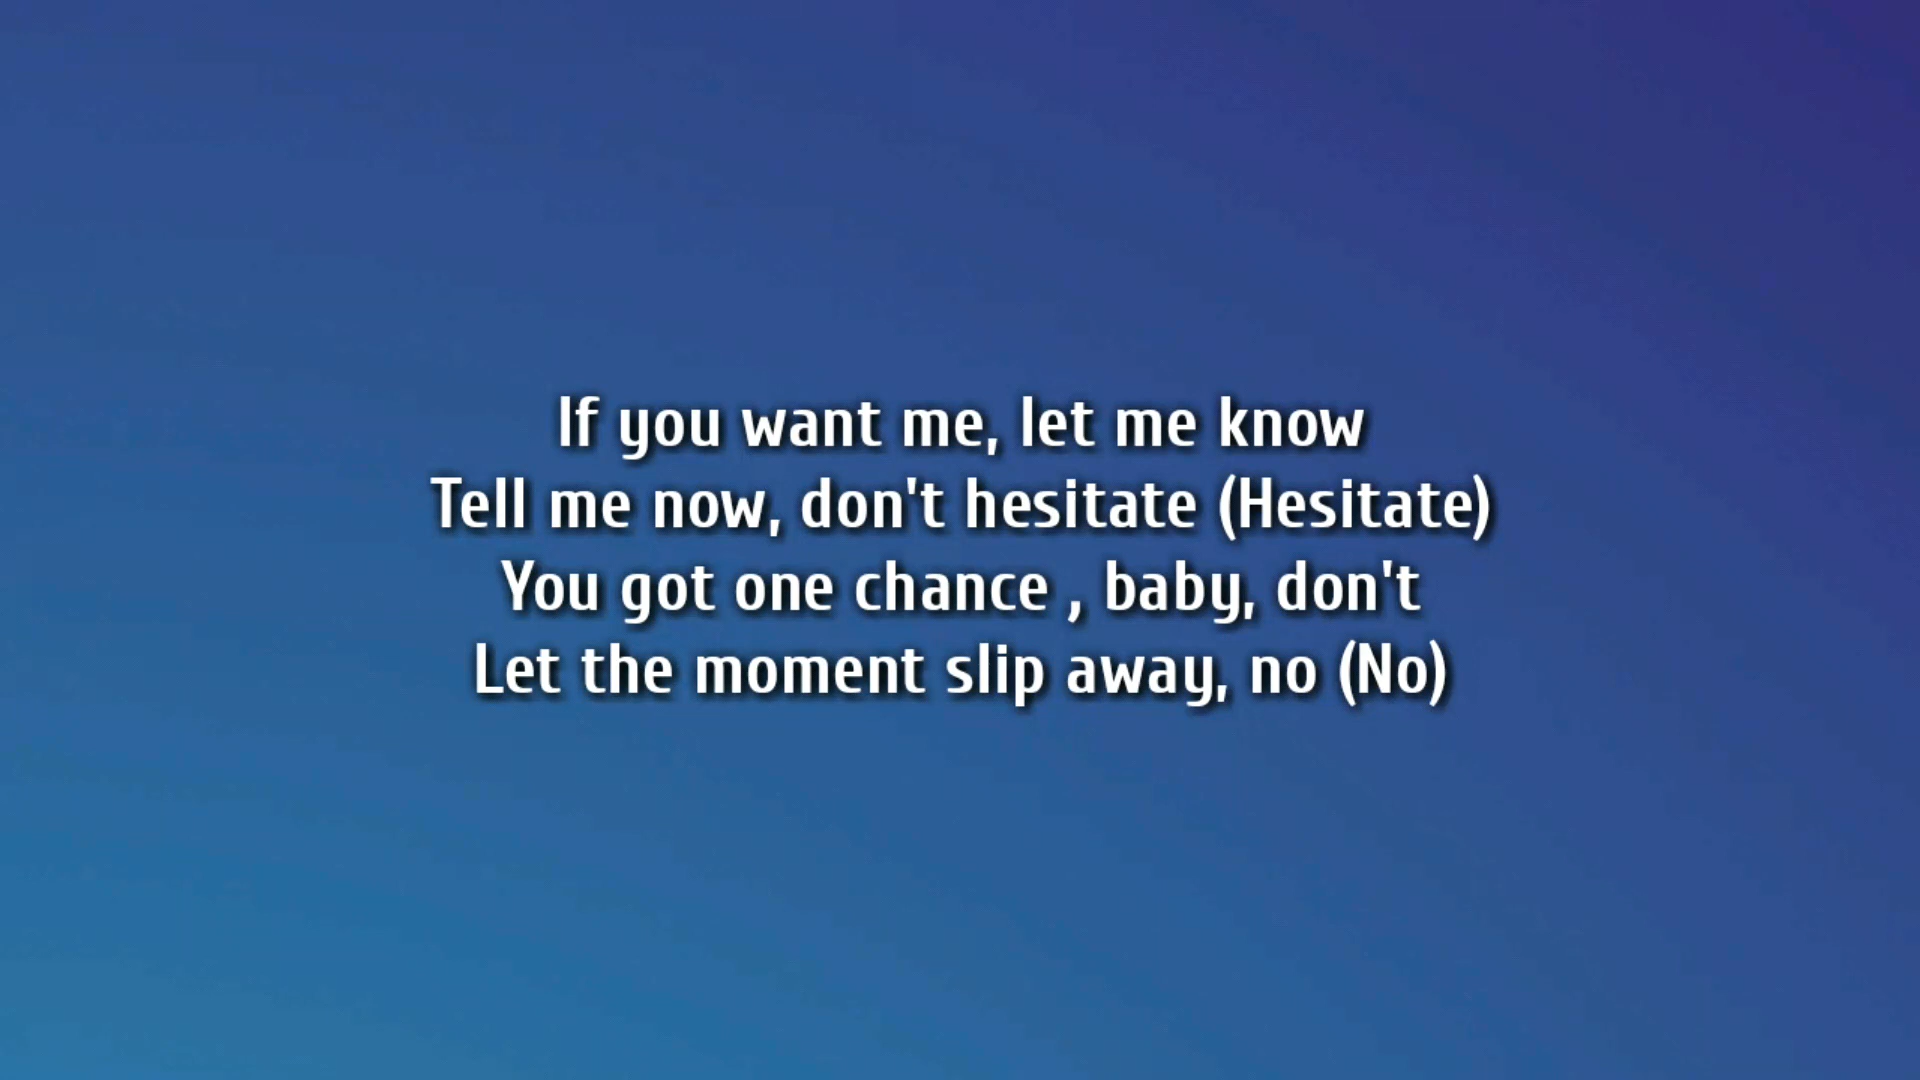 If you want me, let me know
Tell me now, don't hesitate (Hesitate)
You got one chance , baby, don't
Let the moment slip away, no (No)